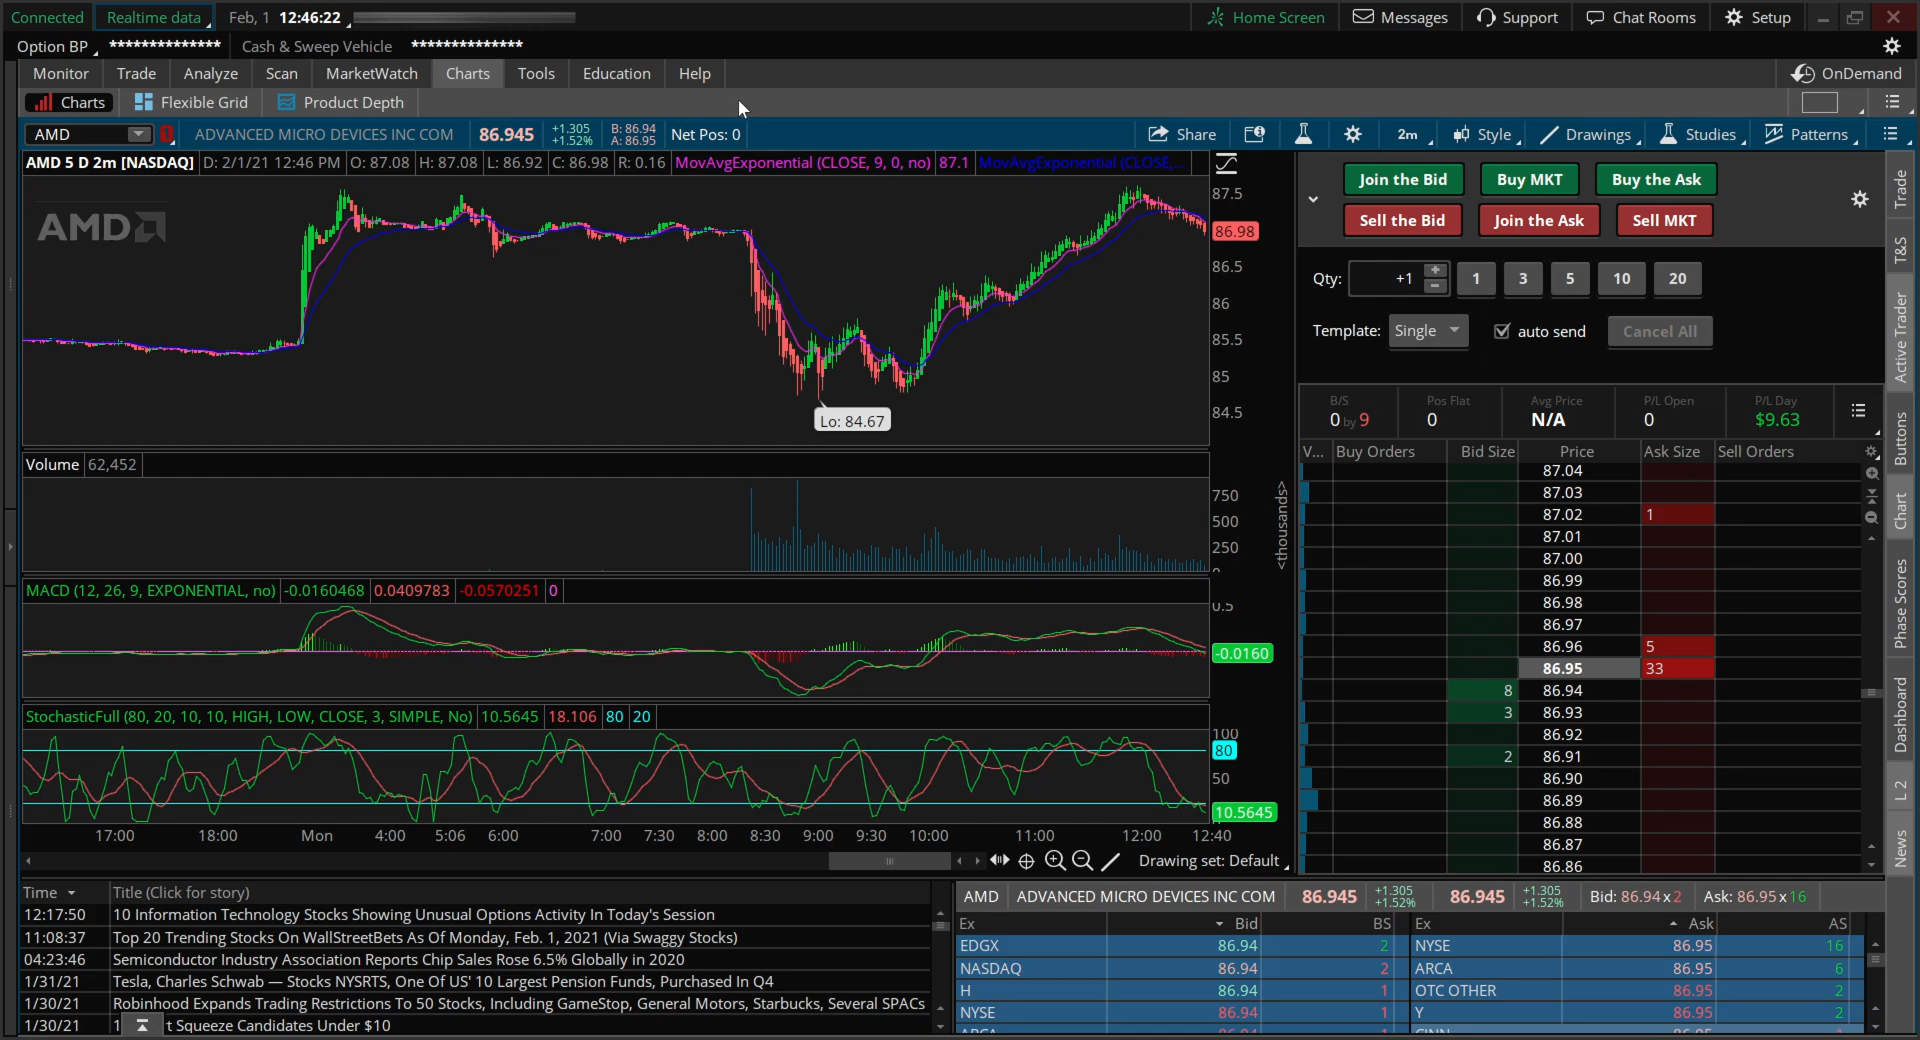 Connected Realtime data Feb, 1 12:46:22 Home Screen Messages Support Chat Rooms Setup
Option BP ************** Cash & Sweep Vehicle **************
Monitor Trade Analyze Scan MarketWatch Charts Tools Education Help OnDemand
Charts Flexible Grid Product Depth
AMD ADVANCED MICRO DEVICES INC COM 86.945 +1.305 +1.52% B: 86.94 A: 86.95 Net Pos: 0 Share 2m Style Drawings Studies Patterns
AMD 5 D 2m [NASDAQ] D: 2/1/21 12:46 PM O: 87.08 H: 87.08 L: 86.92 C: 86.98 R: 0.16 MovAvgExponential (CLOSE, 9, 0, no) 87.1 MovAvgExponential (CLOSE,...
AMD
87.5
86.98
86.5
86
85.5
85
84.5
Lo: 84.67
Volume 62,452
750
500
250
0
<thousands>
MACD (12, 26, 9, EXPONENTIAL, no) -0.0160468 0.0409783 -0.0570251 0
0.5
-0.0160
StochasticFull (80, 20, 10, 10, HIGH, LOW, CLOSE, 3, SIMPLE, No) 10.5645 18.106 80 20
100
80
50
10.5645
17:00 18:00 Mon 4:00 5:06 6:00 7:00 7:30 8:00 8:30 9:00 9:30 10:00 11:00 12:00 12:40
Drawing set: Default
Join the Bid Buy MKT Buy the Ask
Sell the Bid Join the Ask Sell MKT
Qty: +1 1 3 5 10 20
Template: Single auto send Cancel All
B/S Pos Flat Avg Price P/L Open P/L Day
0 by 9 0 N/A 0 $9.63
V... Buy Orders Bid Size Price Ask Size Sell Orders
87.04
87.03
87.02 1
87.01
87.00
86.99
86.98
86.97
86.96 5
86.95 33
8 86.94
3 86.93
86.92
2 86.91
86.90
86.89
86.88
86.87
86.86
Trade
T&S
Active Trader
Buttons
Chart
Phase Scores
Dashboard
L 2
News
Time Title (Click for story)
12:17:50 10 Information Technology Stocks Showing Unusual Options Activity In Today's Session
11:08:37 Top 20 Trending Stocks On WallStreetBets As Of Monday, Feb. 1, 2021 (Via Swaggy Stocks)
04:23:46 Semiconductor Industry Association Reports Chip Sales Rose 6.5% Globally in 2020
1/31/21 Tesla, Charles Schwab — Stocks NYSRTS, One Of US' 10 Largest Pension Funds, Purchased In Q4
1/30/21 Robinhood Expands Trading Restrictions To 50 Stocks, Including GameStop, General Motors, Starbucks, Several SPACs
1/30/21 1 t Squeeze Candidates Under $10
AMD ADVANCED MICRO DEVICES INC COM 86.945 +1.305 +1.52% 86.945 +1.305 +1.52% Bid: 86.94 x 2 Ask: 86.95 x 16
Ex Bid BS Ex Ask AS
EDGX 86.94 2 NYSE 86.95 16
NASDAQ 86.94 2 ARCA 86.95 6
H 86.94 1 OTC OTHER 86.95 2
NYSE 86.94 1 Y 86.95 2
ARCA 86.94 1 CINN 86.95 1